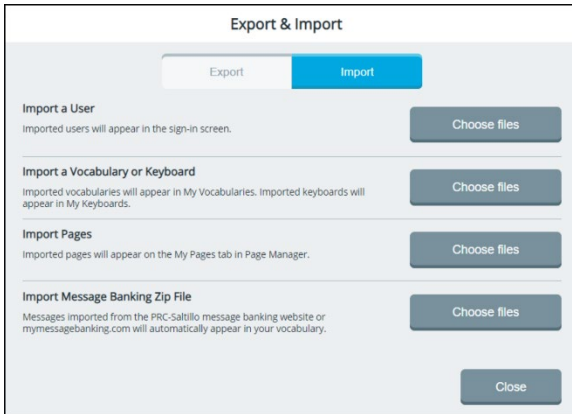 Export & Import
Export
Import
Import a User
Choose files
Imported users will appear in the sign-in screen.
Import a Vocabulary or Keyboard
Choose files
Imported vocabularies will appear in My Vocabularies. Imported keyboards will
appear in My Keyboards.
Import Pages
Choose files
Imported pages will appear on the My Pages tab in Page Manager.
Import Message Banking Zip File
Choose files
Messages imported from the PRC-Saltillo message banking website or
mymessagebanking.com will automatically appear in your vocabulary.
Close